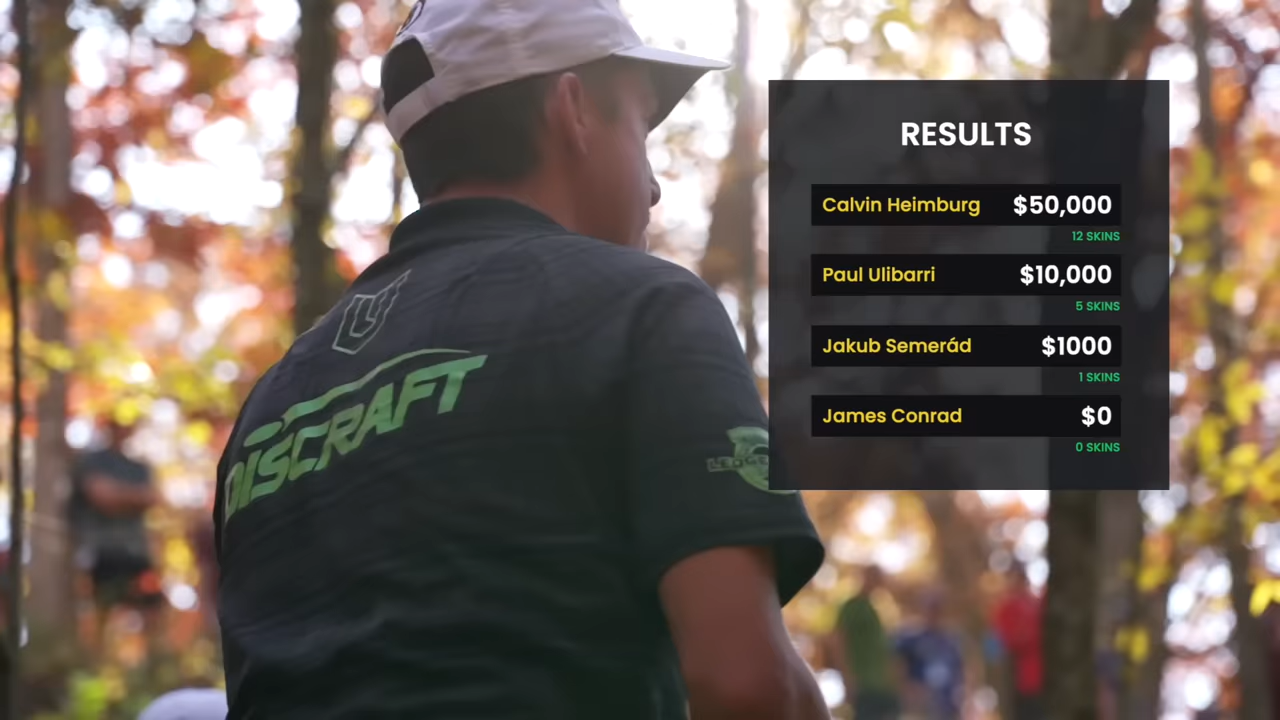 DISCRAFT
RESULTS
Calvin Heimburg $50,000
12 SKINS
Paul Ulibarri $10,000
5 SKINS
Jakub Semerád $1000
1 SKINS
James Conrad $0
0 SKINS